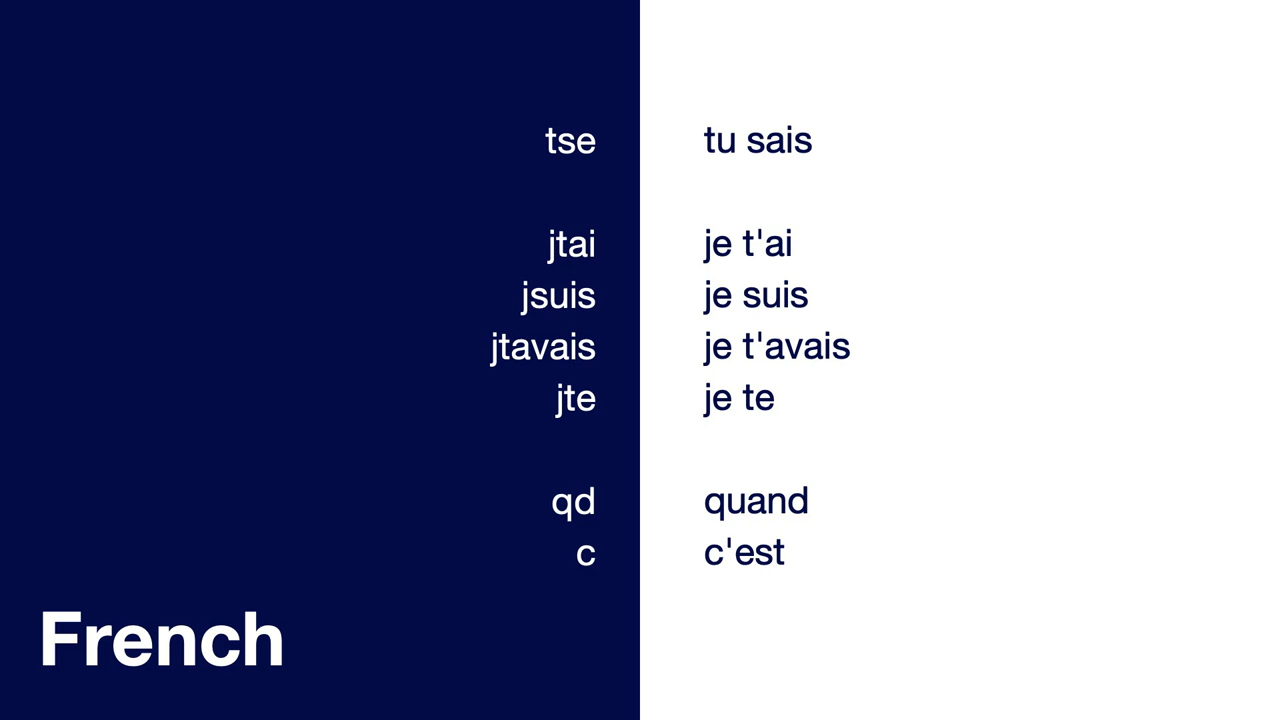 tse tu sais
jtai je t'ai
jsuis je suis
jtavais je t'avais
jte je te
qd quand
c c'est
French